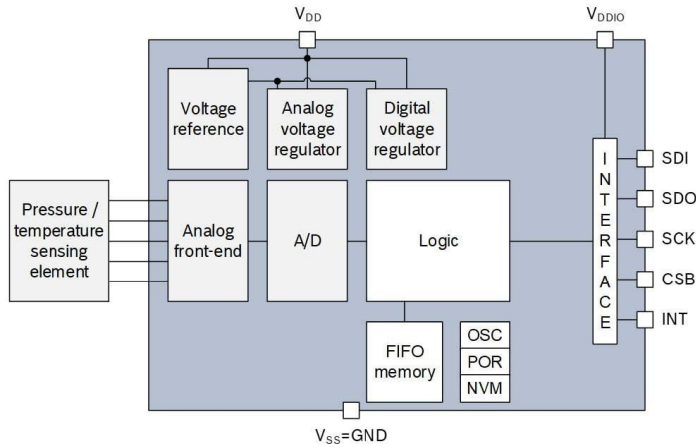 VDD
VDDIO
Voltage
reference
Analog
voltage
regulator
Digital
voltage
regulator
Pressure /
temperature
sensing
element
Analog
front-end
A/D
Logic
INTERFACE
SDI
SDO
SCK
CSB
INT
FIFO
memory
OSC
POR
NVM
VSS=GND